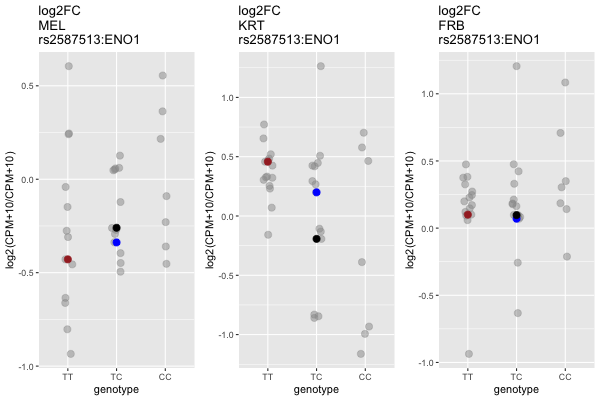 log2FC
MEL
rs2587513:ENO1
log2(CPM+10/CPM+10)
0.5
0.0
-0.5
-1.0
TT
TC
CC
genotype
log2FC
KRT
rs2587513:ENO1
log2(CPM+10/CPM+10)
1.0
0.5
0.0
-0.5
-1.0
TT
TC
CC
genotype
log2FC
FRB
rs2587513:ENO1
log2(CPM+10/CPM+10)
1.0
0.5
0.0
-0.5
-1.0
TT
TC
CC
genotype